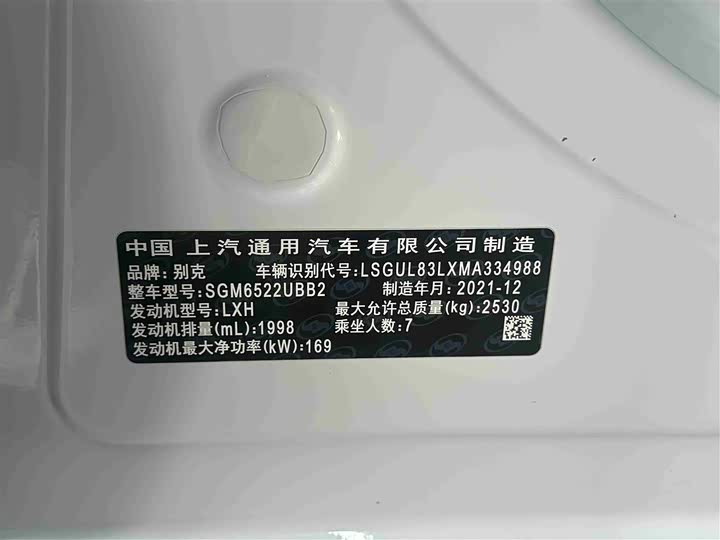 中国 上汽通用汽车有限公司制造
品牌:别克 车辆识别代号:LSGUL83LXMA334988
整车型号:SGM6522UBB2 制造年月:2021-12
发动机型号:LXH 最大允许总质量(kg):2530
发动机排量(mL):1998 乘坐人数:7
发动机最大净功率(kW):169